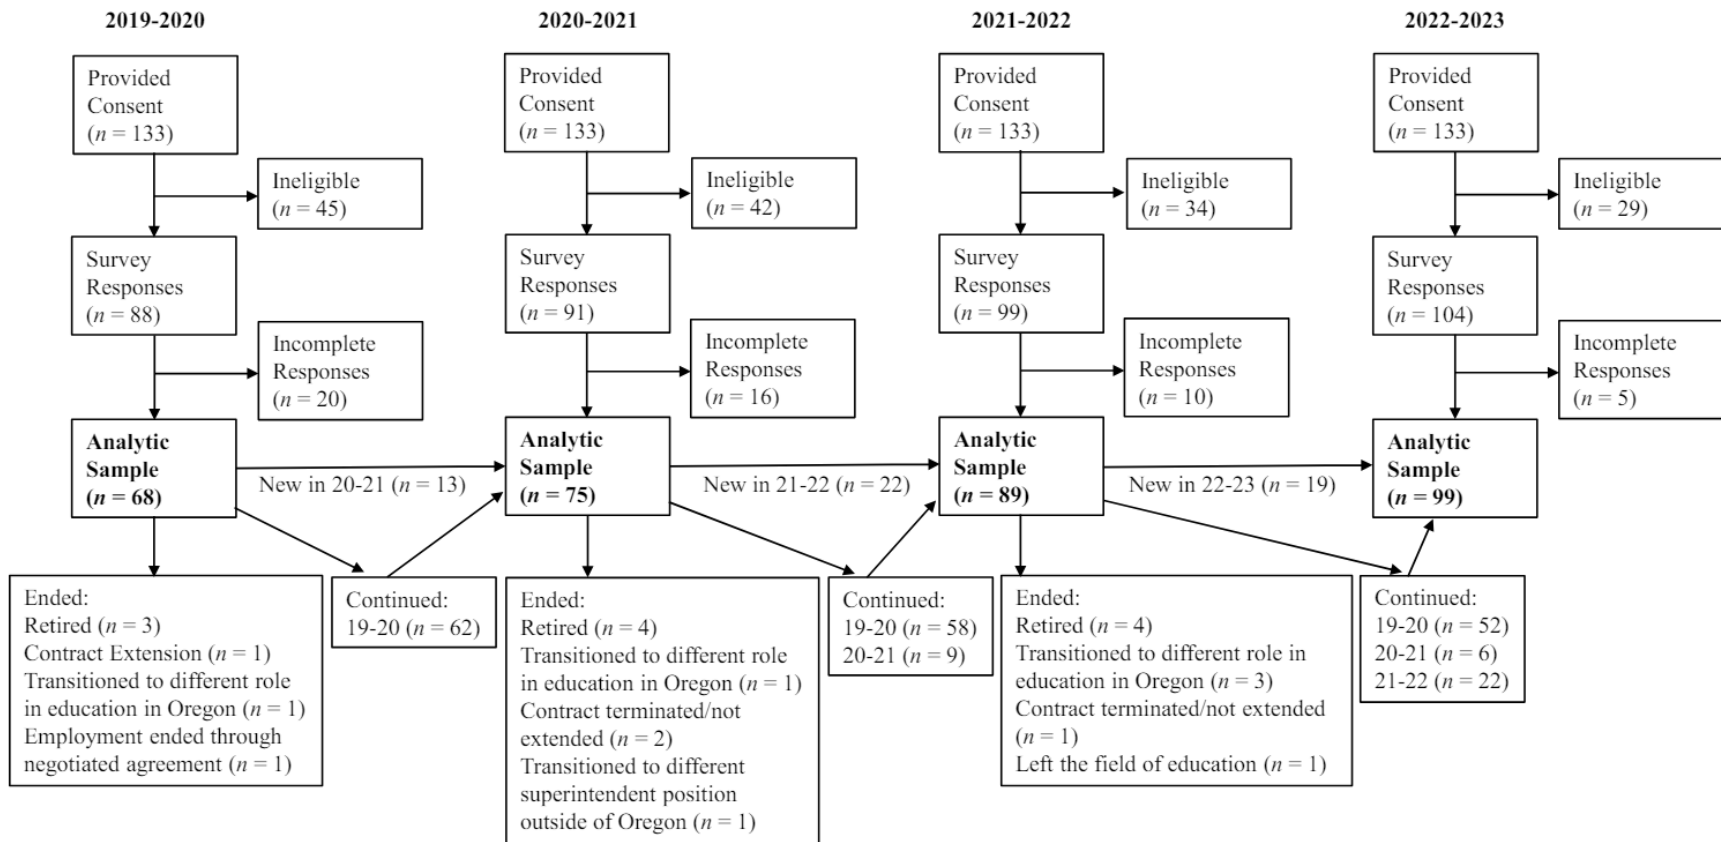 2019-2020
Provided
Consent
(n = 133)
Ineligible
(n = 45)
Survey
Responses
(n = 88)
Incomplete
Responses
(n = 20)
Analytic
Sample
(n = 68)
New in 20-21 (n = 13)
Ended:
Retired (n = 3)
Contract Extension (n = 1)
Transitioned to different role
in education in Oregon (n = 1)
Employment ended through
negotiated agreement (n = 1)
Continued:
19-20 (n = 62)
2020-2021
Provided
Consent
(n = 133)
Ineligible
(n = 42)
Survey
Responses
(n = 91)
Incomplete
Responses
(n = 16)
Analytic
Sample
(n = 75)
New in 21-22 (n = 22)
Ended:
Retired (n = 4)
Transitioned to different role
in education in Oregon (n = 1)
Contract terminated/not
extended (n = 2)
Transitioned to different
superintendent position
outside of Oregon (n = 1)
Continued:
19-20 (n = 58)
20-21 (n = 9)
2021-2022
Provided
Consent
(n = 133)
Ineligible
(n = 34)
Survey
Responses
(n = 99)
Incomplete
Responses
(n = 10)
Analytic
Sample
(n = 89)
New in 22-23 (n = 19)
Ended:
Retired (n = 4)
Transitioned to different role in
education in Oregon (n = 3)
Contract terminated/not extended
(n = 1)
Left the field of education (n = 1)
Continued:
19-20 (n = 52)
20-21 (n = 6)
21-22 (n = 22)
2022-2023
Provided
Consent
(n = 133)
Ineligible
(n = 29)
Survey
Responses
(n = 104)
Incomplete
Responses
(n = 5)
Analytic
Sample
(n = 99)